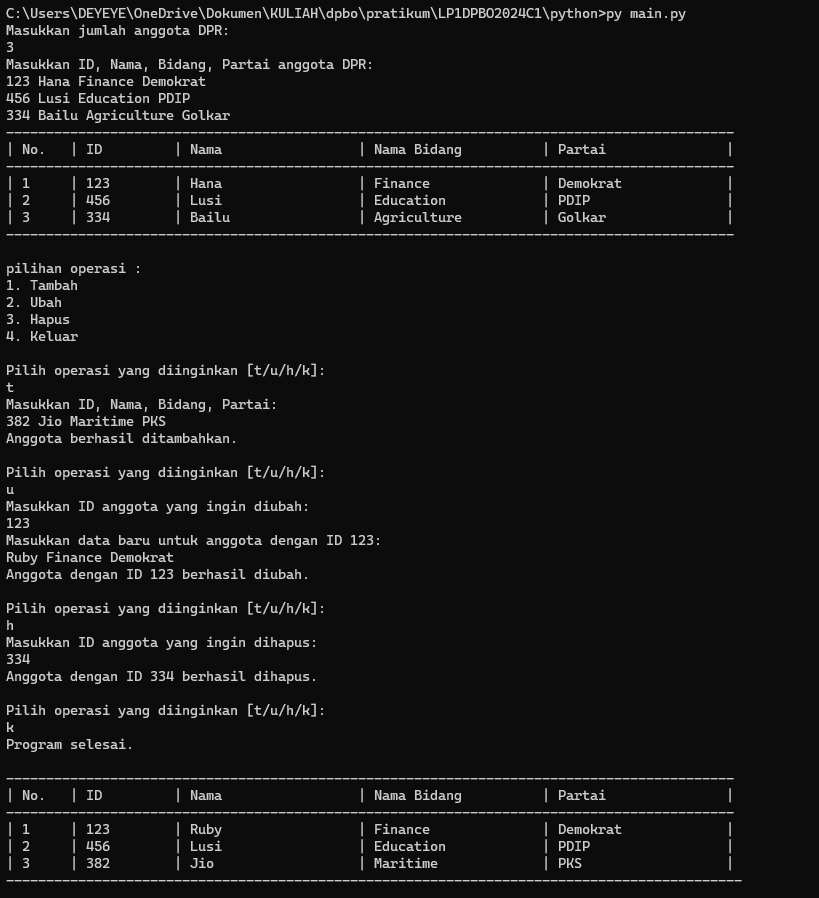 C:\Users\DEYEYE\OneDrive\Dokumen\KULIAH\dpbo\pratikum\LP1DPBO2024C1\python>py main.py
Masukkan jumlah anggota DPR:
3
Masukkan ID, Nama, Bidang, Partai anggota DPR:
123 Hana Finance Demokrat
456 Lusi Education PDIP
334 Bailu Agriculture Golkar
-------------------------------------------------------------------------------------------
| No.   | ID         | Nama                 | Nama Bidang          | Partai               |
-------------------------------------------------------------------------------------------
| 1     | 123        | Hana                 | Finance              | Demokrat             |
| 2     | 456        | Lusi                 | Education            | PDIP                 |
| 3     | 334        | Bailu                | Agriculture          | Golkar               |
-------------------------------------------------------------------------------------------
pilihan operasi :
1. Tambah
2. Ubah
3. Hapus
4. Keluar
Pilih operasi yang diinginkan [t/u/h/k]:
t
Masukkan ID, Nama, Bidang, Partai:
382 Jio Maritime PKS
Anggota berhasil ditambahkan.
Pilih operasi yang diinginkan [t/u/h/k]:
u
Masukkan ID anggota yang ingin diubah:
123
Masukkan data baru untuk anggota dengan ID 123:
Ruby Finance Demokrat
Anggota dengan ID 123 berhasil diubah.
Pilih operasi yang diinginkan [t/u/h/k]:
h
Masukkan ID anggota yang ingin dihapus:
334
Anggota dengan ID 334 berhasil dihapus.
Pilih operasi yang diinginkan [t/u/h/k]:
k
Program selesai.
-------------------------------------------------------------------------------------------
| No.   | ID         | Nama                 | Nama Bidang          | Partai               |
-------------------------------------------------------------------------------------------
| 1     | 123        | Ruby                 | Finance              | Demokrat             |
| 2     | 456        | Lusi                 | Education            | PDIP                 |
| 3     | 382        | Jio                  | Maritime             | PKS                  |
--------------------------------------------------------------------------------------------